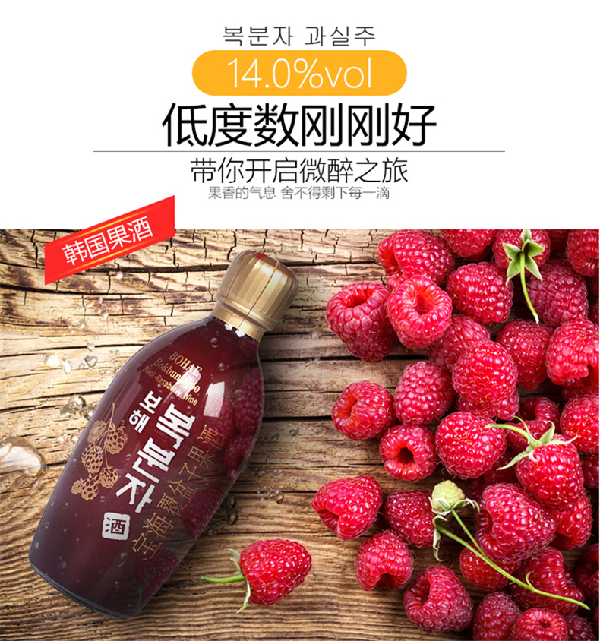 복분자 과실주
14.0%vol
低度数刚刚好
带你开启微醉之旅
果香的气息 舍不得剩下每一滴
韩国果酒
BOHAE
보해
복분자
酒